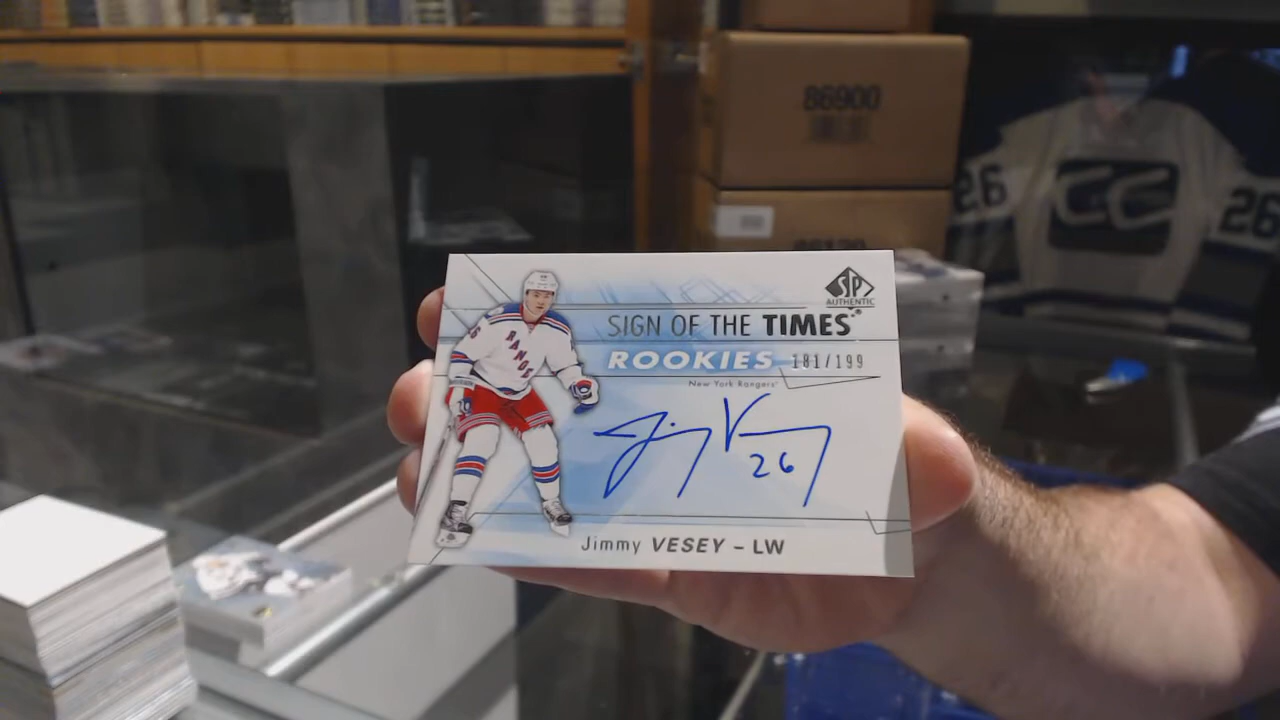 86900
26
CC
26
SP
AUTHENTIC
SIGN OF THE TIMES
ROOKIES 181/199
New York Rangers
26
Jimmy VESEY – LW